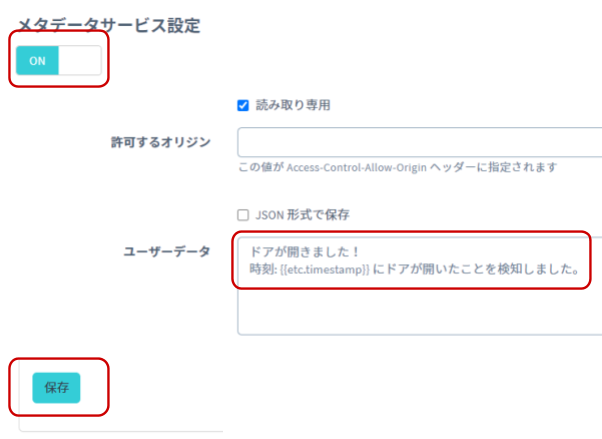 メタデータサービス設定
ON
読み取り専用
許可するオリジン
この値が Access-Control-Allow-Origin ヘッダーに指定されます
JSON 形式で保存
ユーザーデータ
ドアが開きました！
時刻: {{etc.timestamp}} にドアが開いたことを検知しました。
保存